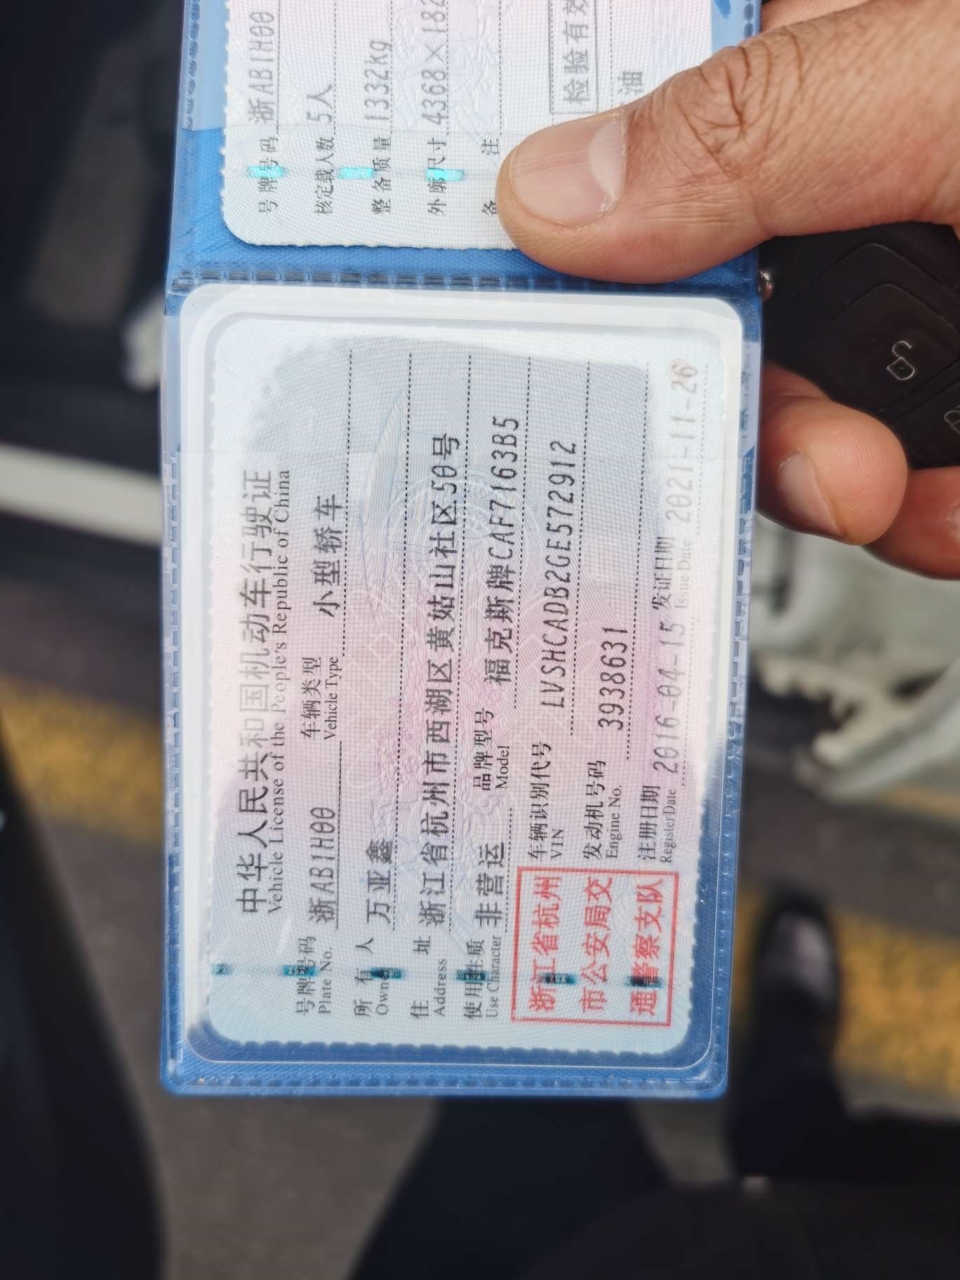 中华人民共和国机动车行驶证
Vehicle License of the People's Republic of China
号牌号码 浙AB1H00 车辆类型 小型轿车
Plate No. Vehicle Type
所有人 万亚鑫
Owner
住址 浙江省杭州市西湖区黄姑山社区50号
Address
使用性质 非营运 品牌型号 福克斯牌CAF7163B5
Use Character Model
车辆识别代号 LVSHCADB2GE572912
VIN
发动机号码 3938631
Engine No.
注册日期 2016-04-15 发证日期 2021-11-26
Register Date Issue Date
浙江省杭州
市公安局交
通警察支队
号牌号码 浙AB1H00
核定载人数 5人
整备质量 1332kg
外廓尺寸 4368×182
备注
检验有效
油